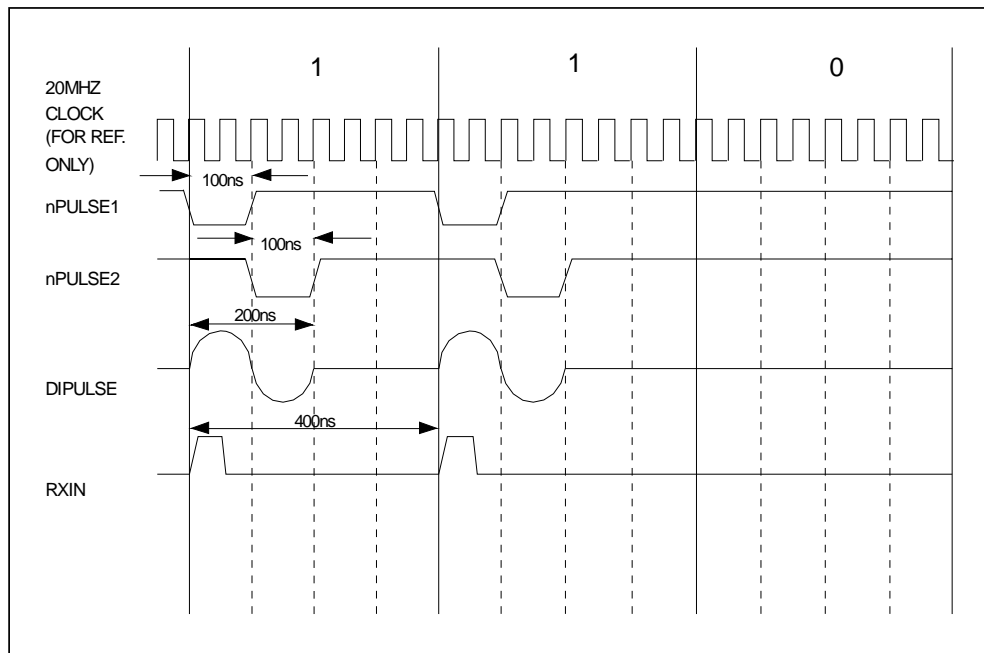 1
1
0
20MHZ
CLOCK
(FOR REF.
ONLY)
100ns
nPULSE1
100ns
nPULSE2
200ns
DIPULSE
400ns
RXIN